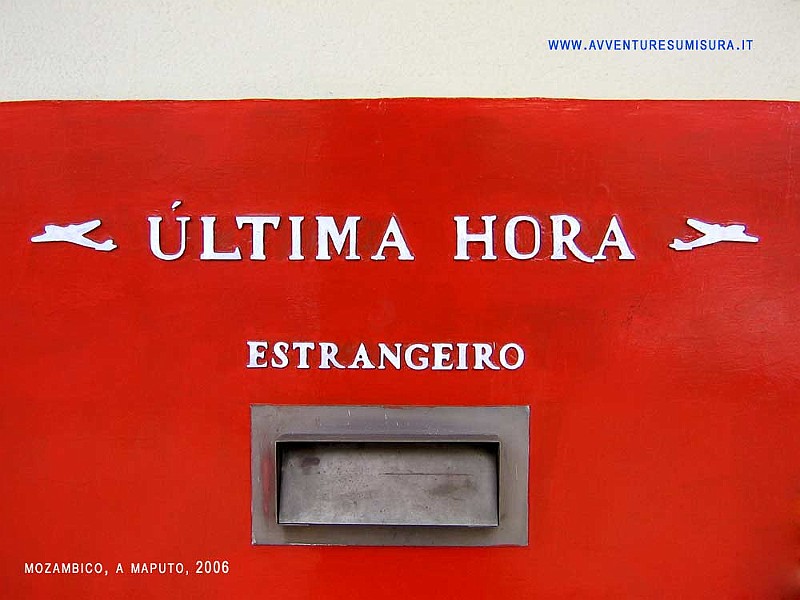 WWW.AVVENTURESUMISURA.IT
ÚLTIMA HORA
ESTRANGEIRO
MOZAMBICO, A MAPUTO, 2006